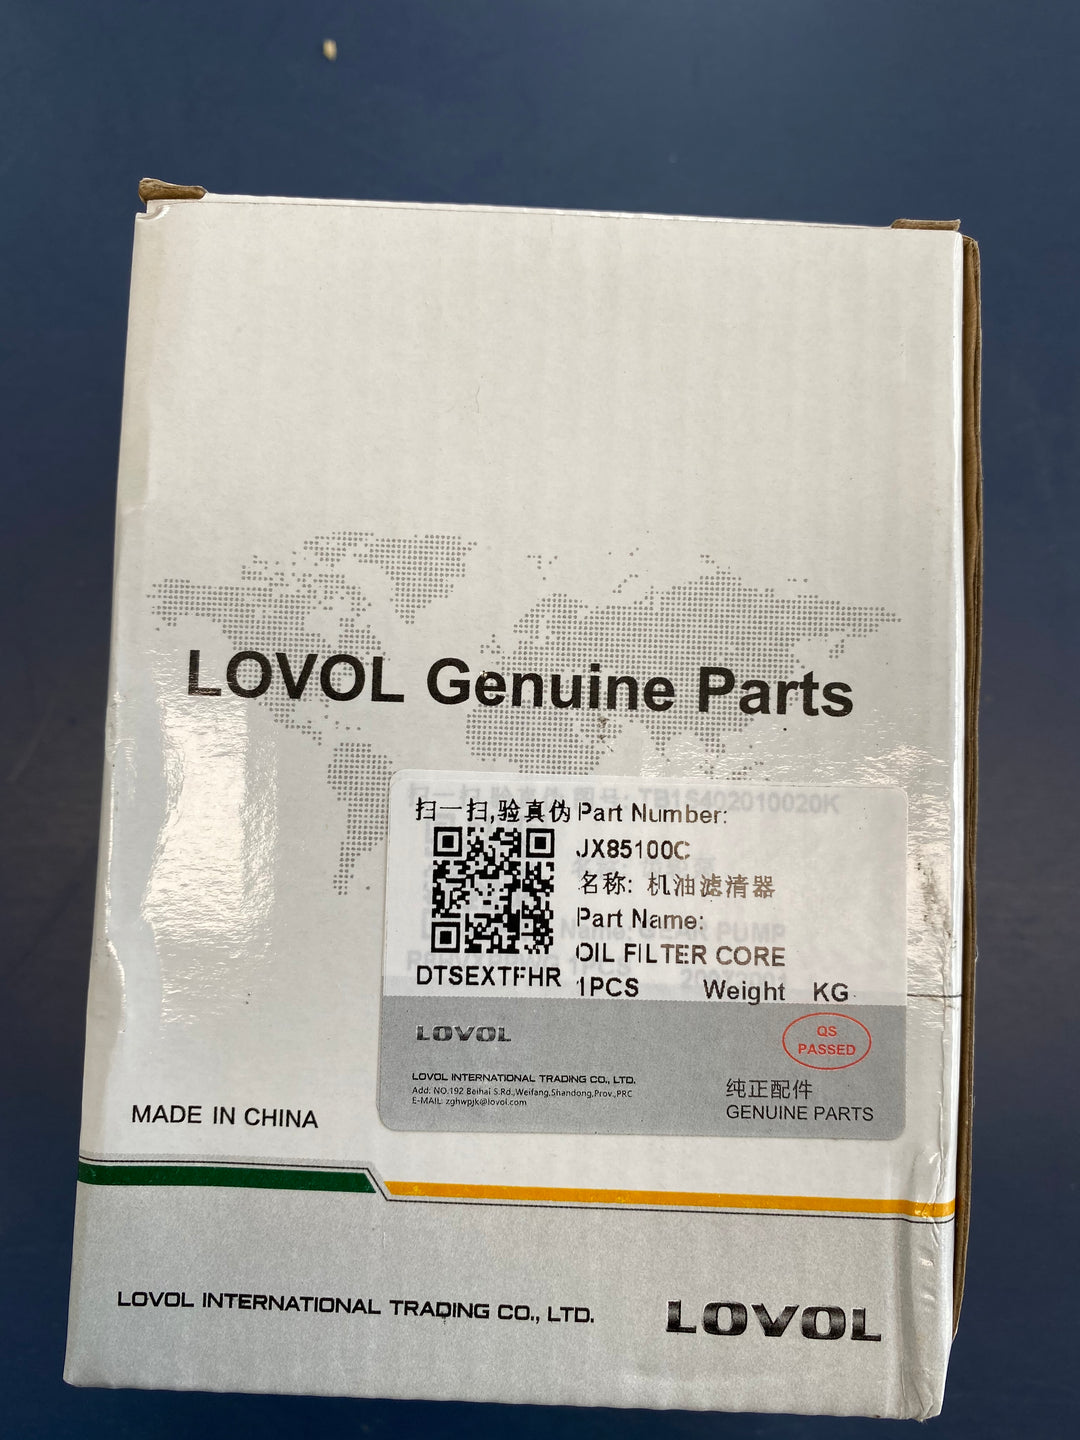 LOVOL Genuine Parts
扫一扫,验真伪
Part Number:
JX85100C
名称: 机油滤清器
Part Name:
OIL FILTER CORE
DTSEXTFHR
1PCS Weight KG
LOVOL
QS
PASSED
LOVOL INTERNATIONAL TRADING CO., LTD.
Add: NO.192 Beihai S.Rd.,Weifang,Shandong,Prov.,PRC
E-MAIL: zghwpjk@lovol.com
纯正配件
GENUINE PARTS
MADE IN CHINA
LOVOL INTERNATIONAL TRADING CO., LTD.
LOVOL